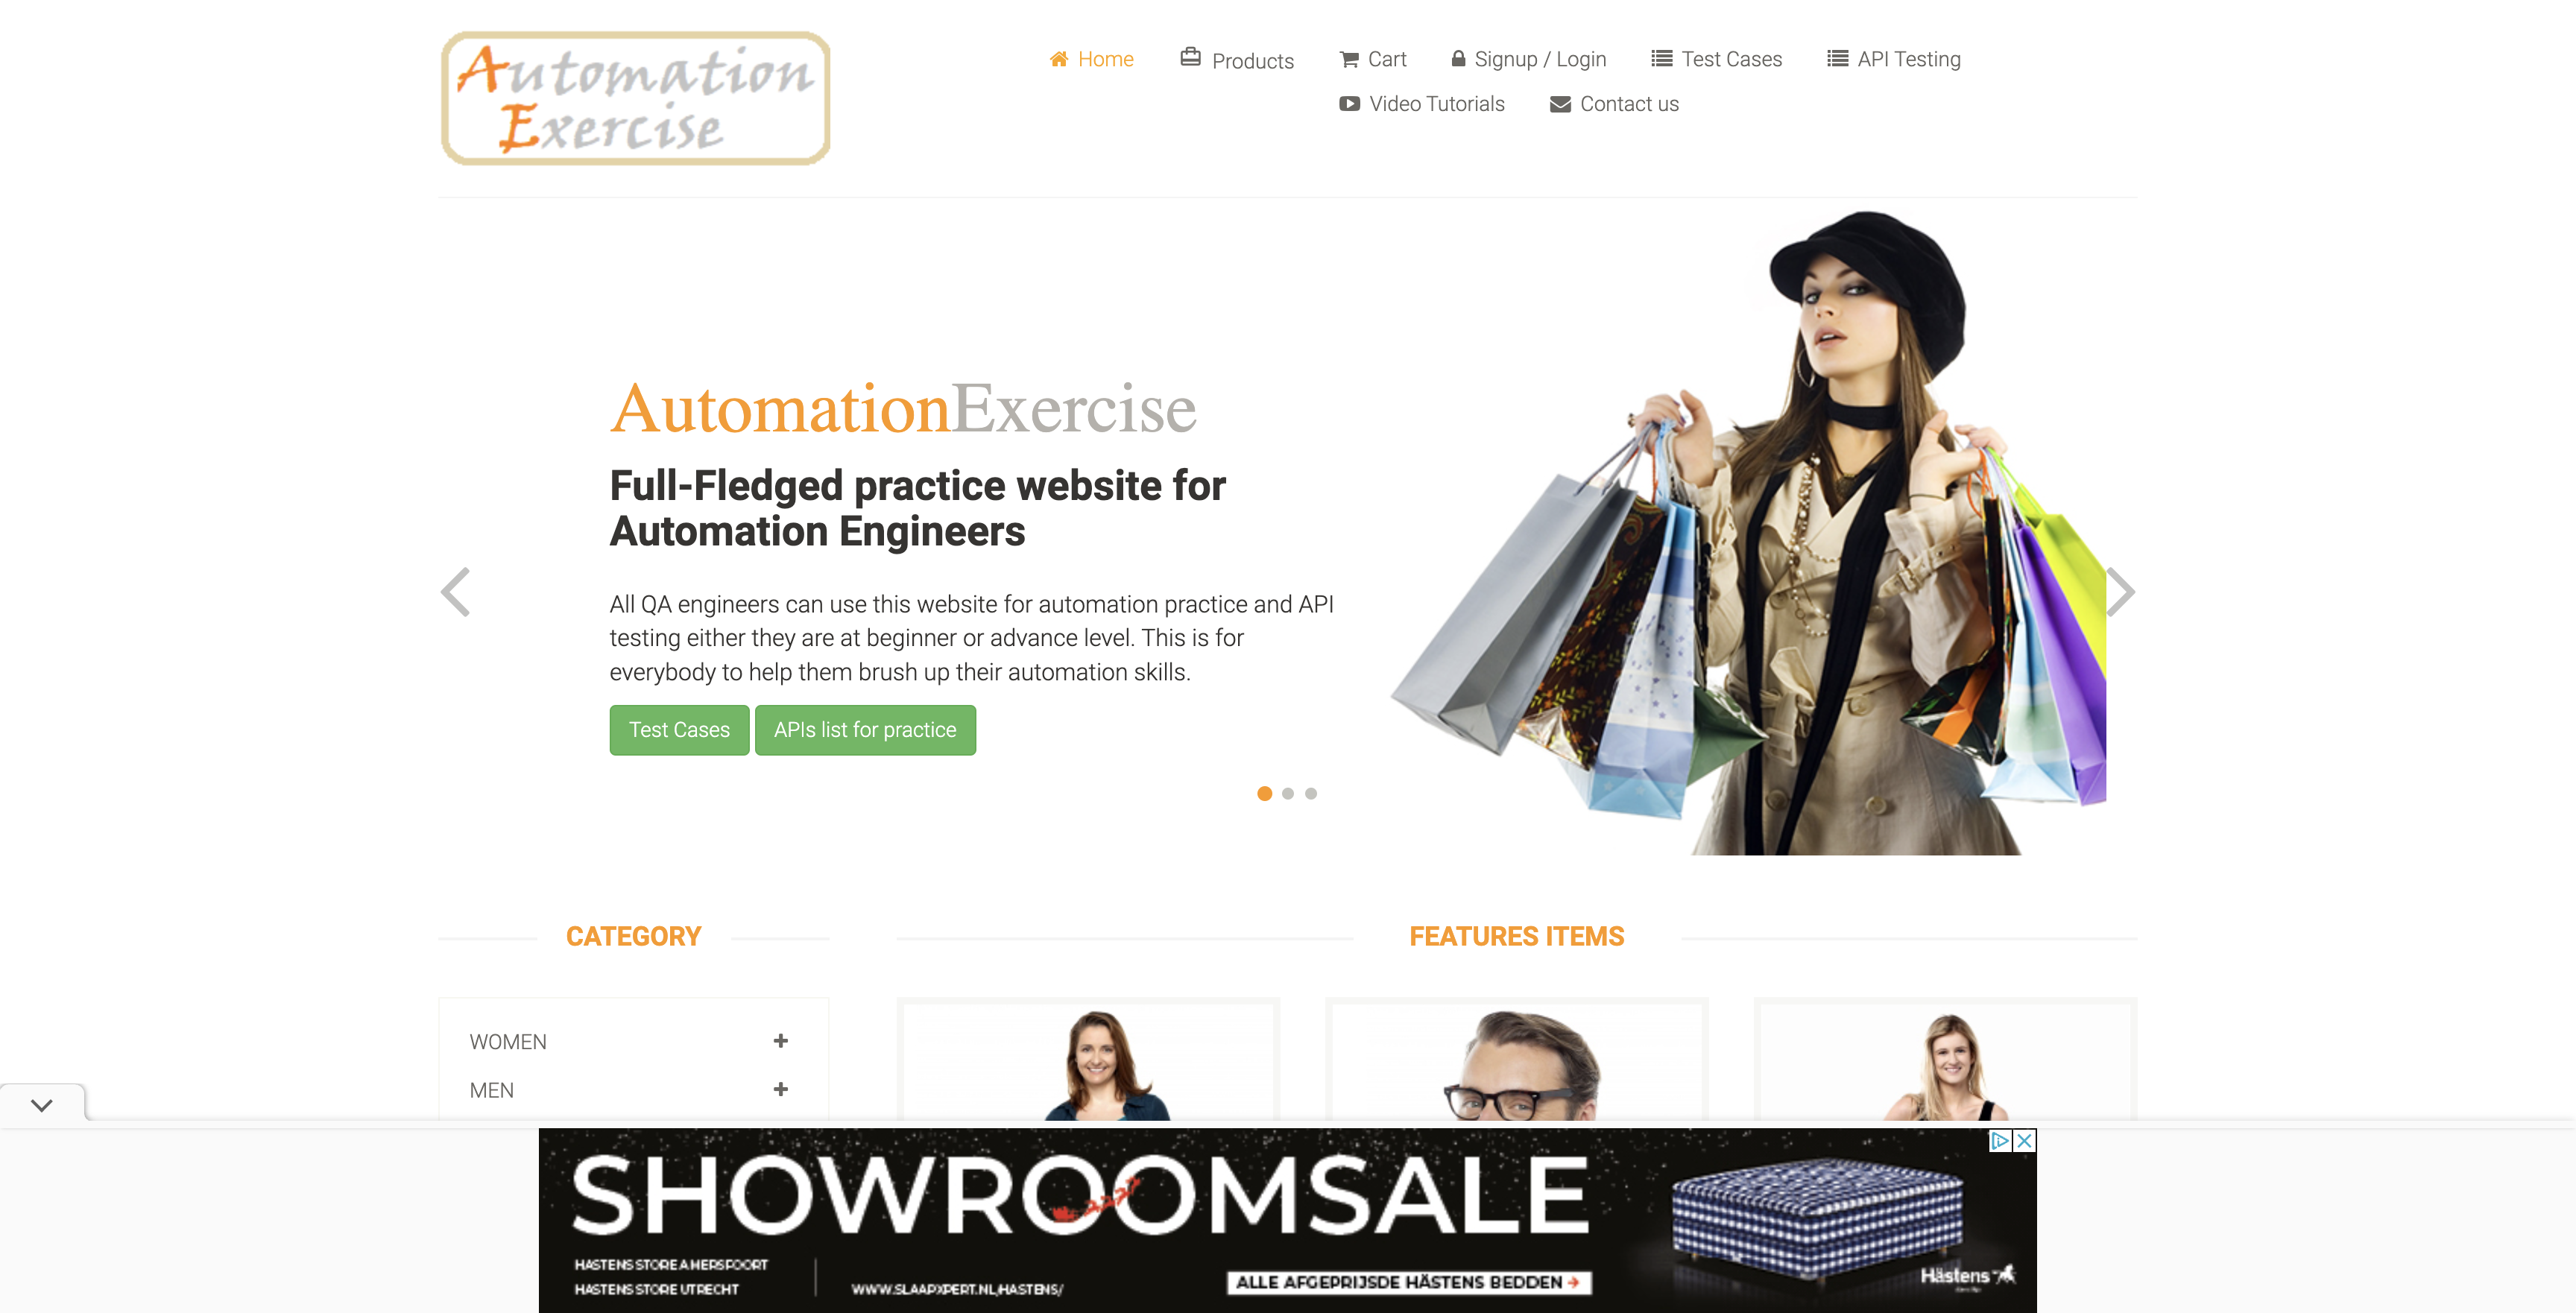 Automation
Exercise
Home
Products
Cart
Signup / Login
Test Cases
API Testing
Video Tutorials
Contact us
AutomationExercise
Full-Fledged practice website for
Automation Engineers
All QA engineers can use this website for automation practice and API
testing either they are at beginner or advance level. This is for
everybody to help them brush up their automation skills.
Test Cases
APIs list for practice
CATEGORY
FEATURES ITEMS
WOMEN
MEN
SHOWROOMSALE
HÄSTENS STORE AMERSFOORT
HÄSTENS STORE UTRECHT
WWW.SLAAPXPERT.NL/HASTENS/
ALLE AFGEPRIJSDE HÄSTENS BEDDEN
Hästens